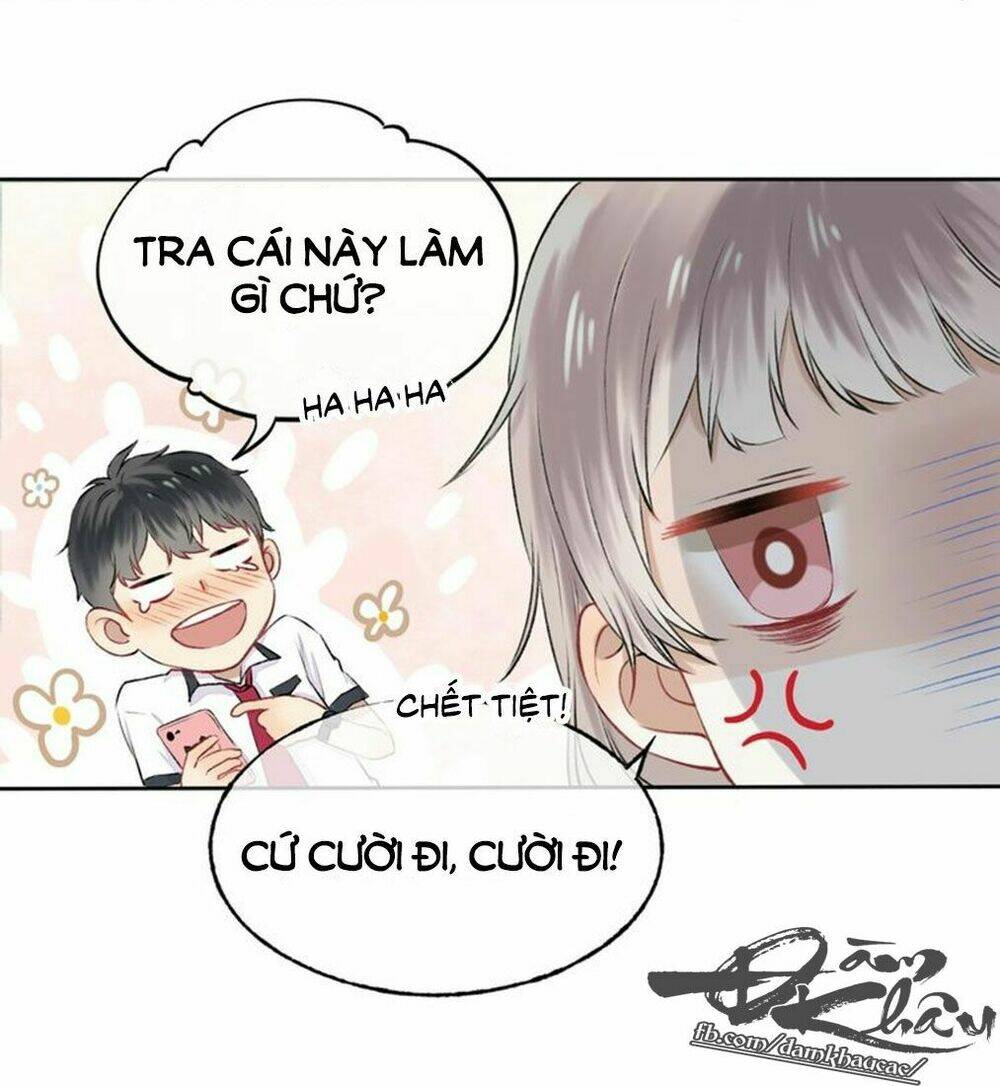 TRA CÁI NÀY LÀM
GÌ CHỨ?
HA HA HA
CHẾT TIỆT!
CỨ CƯỜI ĐI, CƯỜI ĐI!
Đàm
Khâu
fb.com/damkhaucac/